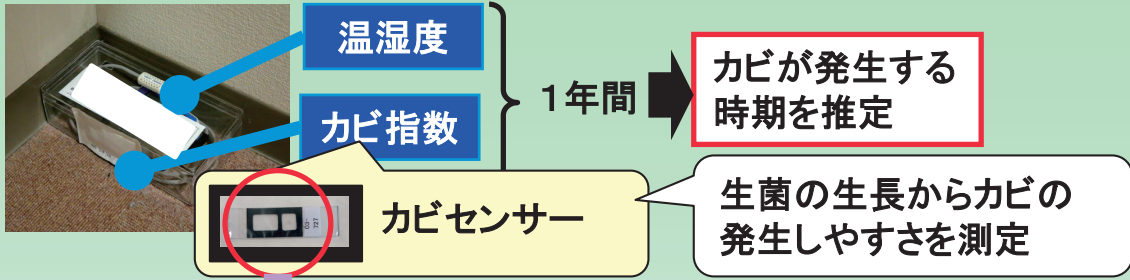 温湿度
カビ指数
1年間
カビが発生する
時期を推定
カビセンサー
生菌の生長からカビの
発生しやすさを測定